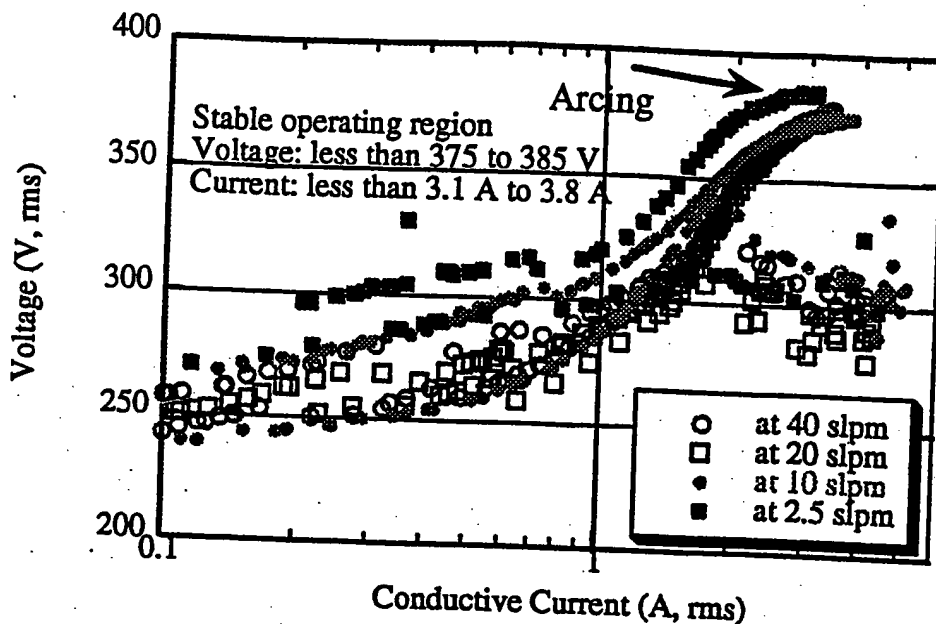 400
350
300
250
200
0.1
1
Voltage (V, rms)
Conductive Current (A, rms)
Arcing
Stable operating region
Voltage: less than 375 to 385 V
Current: less than 3.1 A to 3.8 A
at 40 slpm
at 20 slpm
at 10 slpm
at 2.5 slpm